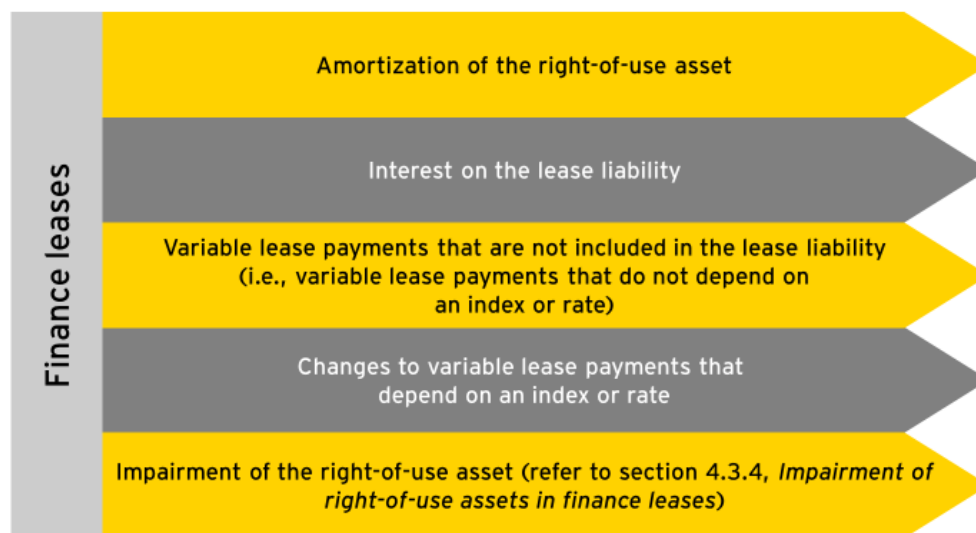 Finance leases
Amortization of the right-of-use asset
Interest on the lease liability
Variable lease payments that are not included in the lease liability
(i.e., variable lease payments that do not depend on
an index or rate)
Changes to variable lease payments that
depend on an index or rate
Impairment of the right-of-use asset (refer to section 4.3.4, Impairment of
right-of-use assets in finance leases)